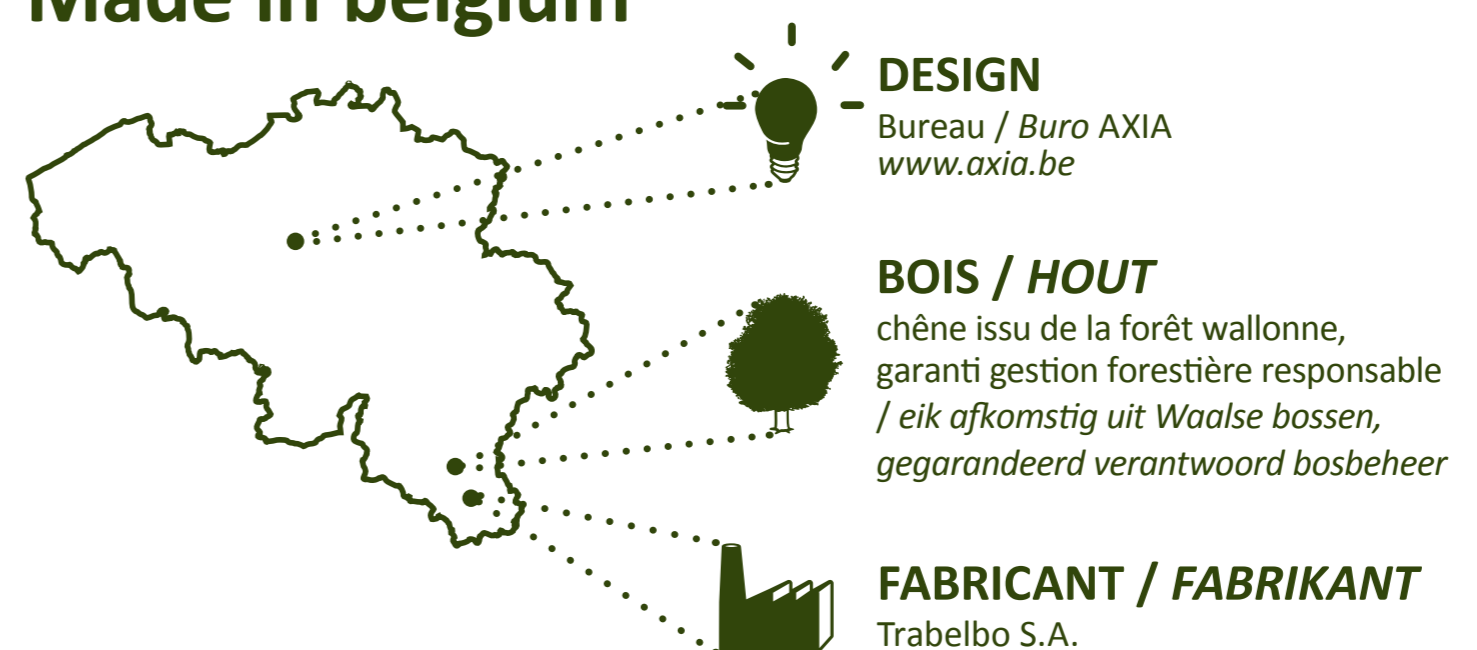 Made in belgium
DESIGN
Bureau / Buro AXIA
www.axia.be
BOIS / HOUT
chêne issu de la forêt wallonne,
garanti gestion forestière responsable
/ eik afkomstig uit Waalse bossen,
gegarandeerd verantwoord bosbeheer
FABRICANT / FABRIKANT
Trabelbo S.A.